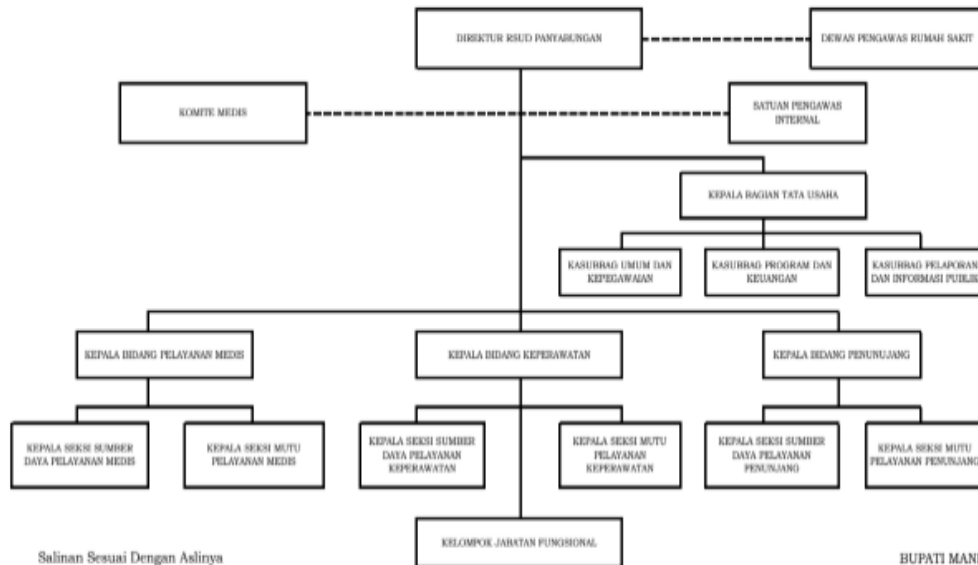 DIREKTUR RSUD PANYABUNGAN
DEWAN PENGAWAS RUMAH SAKIT
KOMITE MEDIS
SATUAN PENGAWAS
INTERNAL
KEPALA BAGIAN TATA USAHA
KASUBBAG UMUM DAN
KEPEGAWAIAN
KASUBBAG PROGRAM DAN
KEUANGAN
KASUBBAG PELAPORAN
DAN INFORMASI PUBLIK
KEPALA BIDANG PELAYANAN MEDIS
KEPALA BIDANG KEPERAWATAN
KEPALA BIDANG PENUNUJANG
KEPALA SEKSI SUMBER
DAYA PELAYANAN MEDIS
KEPALA SEKSI MUTU
PELAYANAN MEDIS
KEPALA SEKSI SUMBER
DAYA PELAYANAN
KEPERAWATAN
KEPALA SEKSI MUTU
PELAYANAN
KEPERAWATAN
KEPALA SEKSI SUMBER
DAYA PELAYANAN
PENUNJANG
KEPALA SEKSI MUTU
PELAYANAN PENUNJANG
KELOMPOK JABATAN FUNGSIONAL
Salinan Sesuai Dengan Aslinya
BUPATI MAN